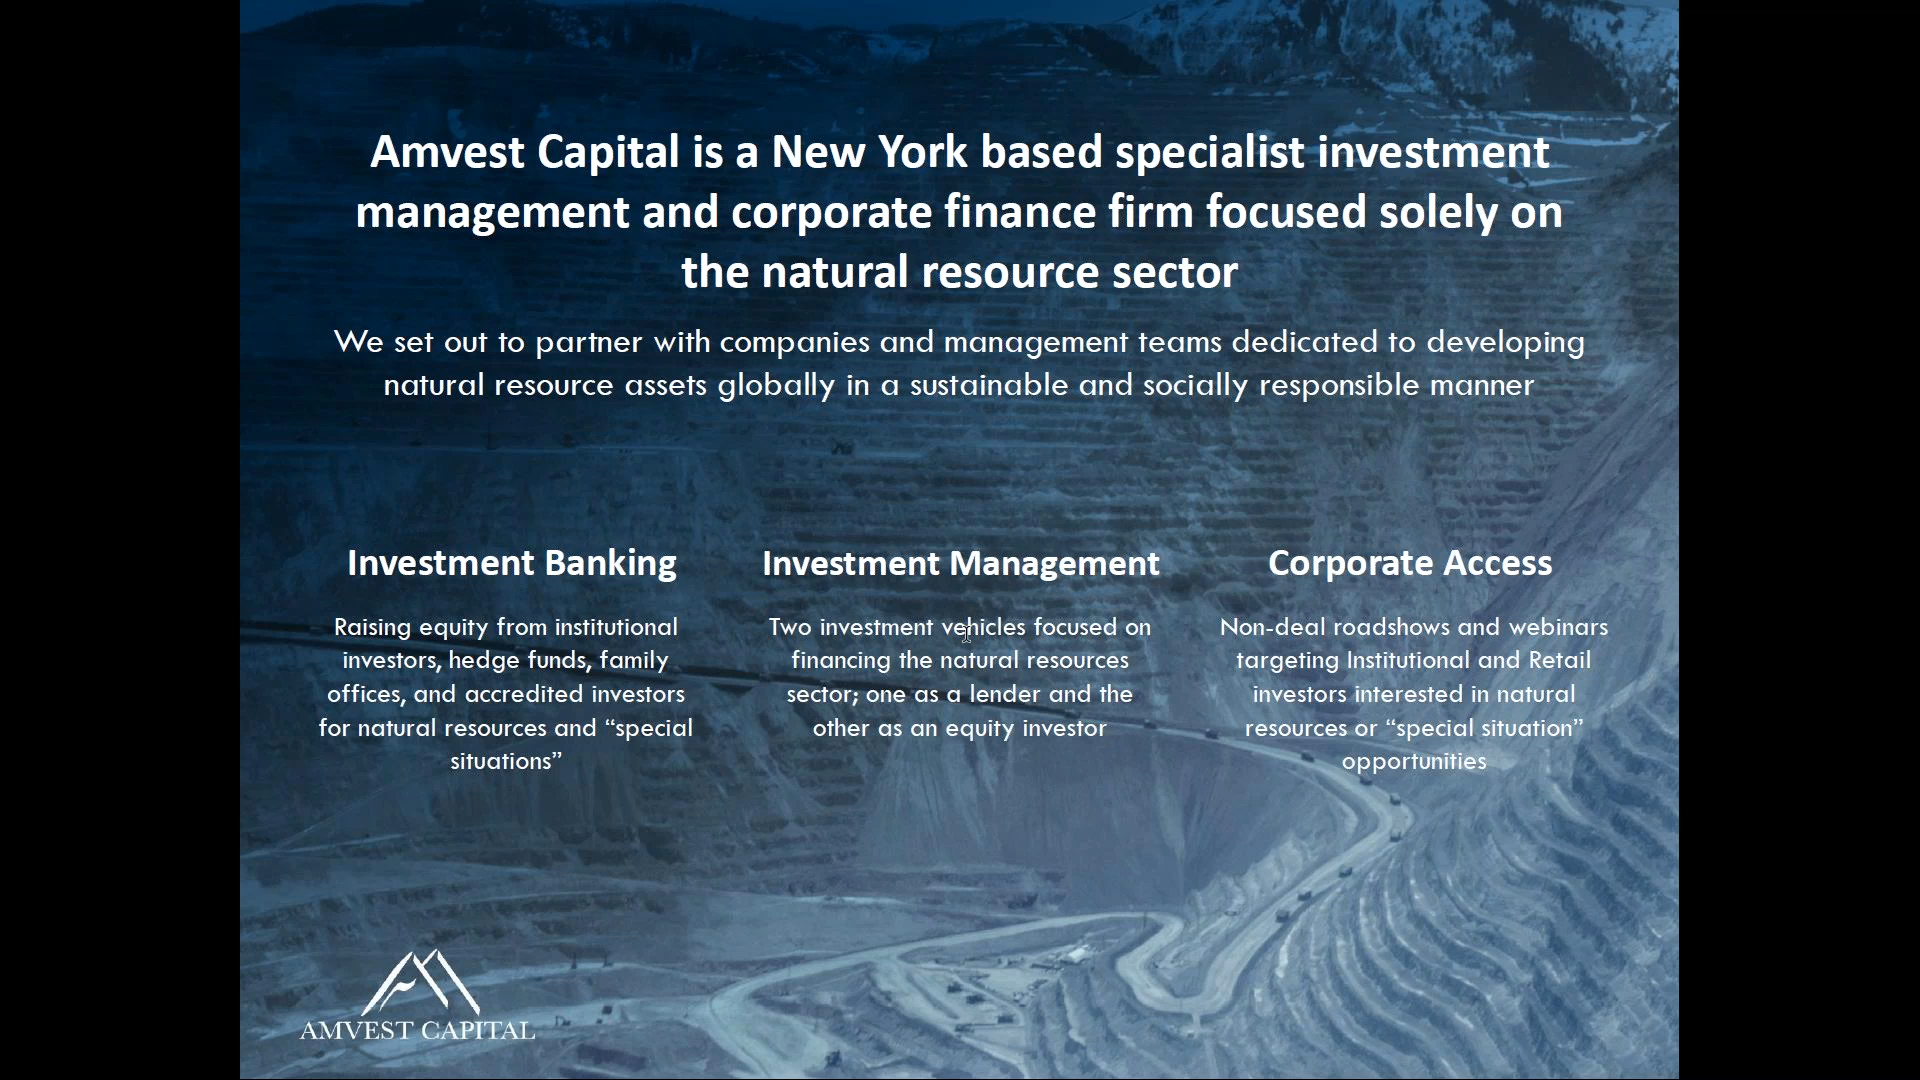 Amvest Capital is a New York based specialist investment
management and corporate finance firm focused solely on
the natural resource sector
We set out to partner with companies and management teams dedicated to developing
natural resource assets globally in a sustainable and socially responsible manner
Investment Banking
Raising equity from institutional
investors, hedge funds, family
offices, and accredited investors
for natural resources and “special
situations”
Investment Management
Two investment vehicles focused on
financing the natural resources
sector; one as a lender and the
other as an equity investor
Corporate Access
Non-deal roadshows and webinars
targeting Institutional and Retail
investors interested in natural
resources or “special situation”
opportunities
AMVEST CAPITAL